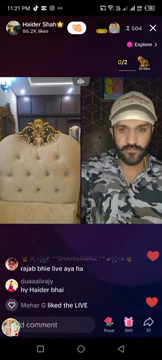 11:21 PM
Haider Shah
86.2K likes
504
Explore >
0/2
rajab bhie live aya ha
duaaalirajy
hy Haider bhai
Mehar G liked the LIVE
d comment
Rose
Gift
31